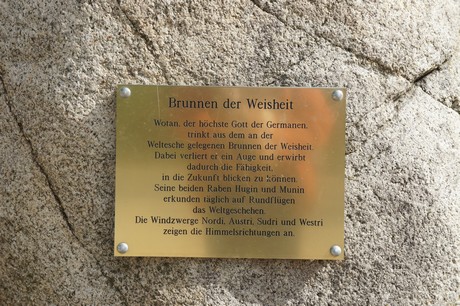 Brunnen der Weisheit
Wotan, der höchste Gott der Germanen,
trinkt aus dem an der
Weltesche gelegenen Brunnen der Weisheit.
Dabei verliert er ein Auge und erwirbt
dadurch die Fähigkeit,
in die Zukunft blicken zu können.
Seine beiden Raben Hugin und Munin
erkunden täglich auf Rundflügen
das Weltgeschehen.
Die Windzwerge Nordi, Austri, Sudri und Westri
zeigen die Himmelsrichtungen an.